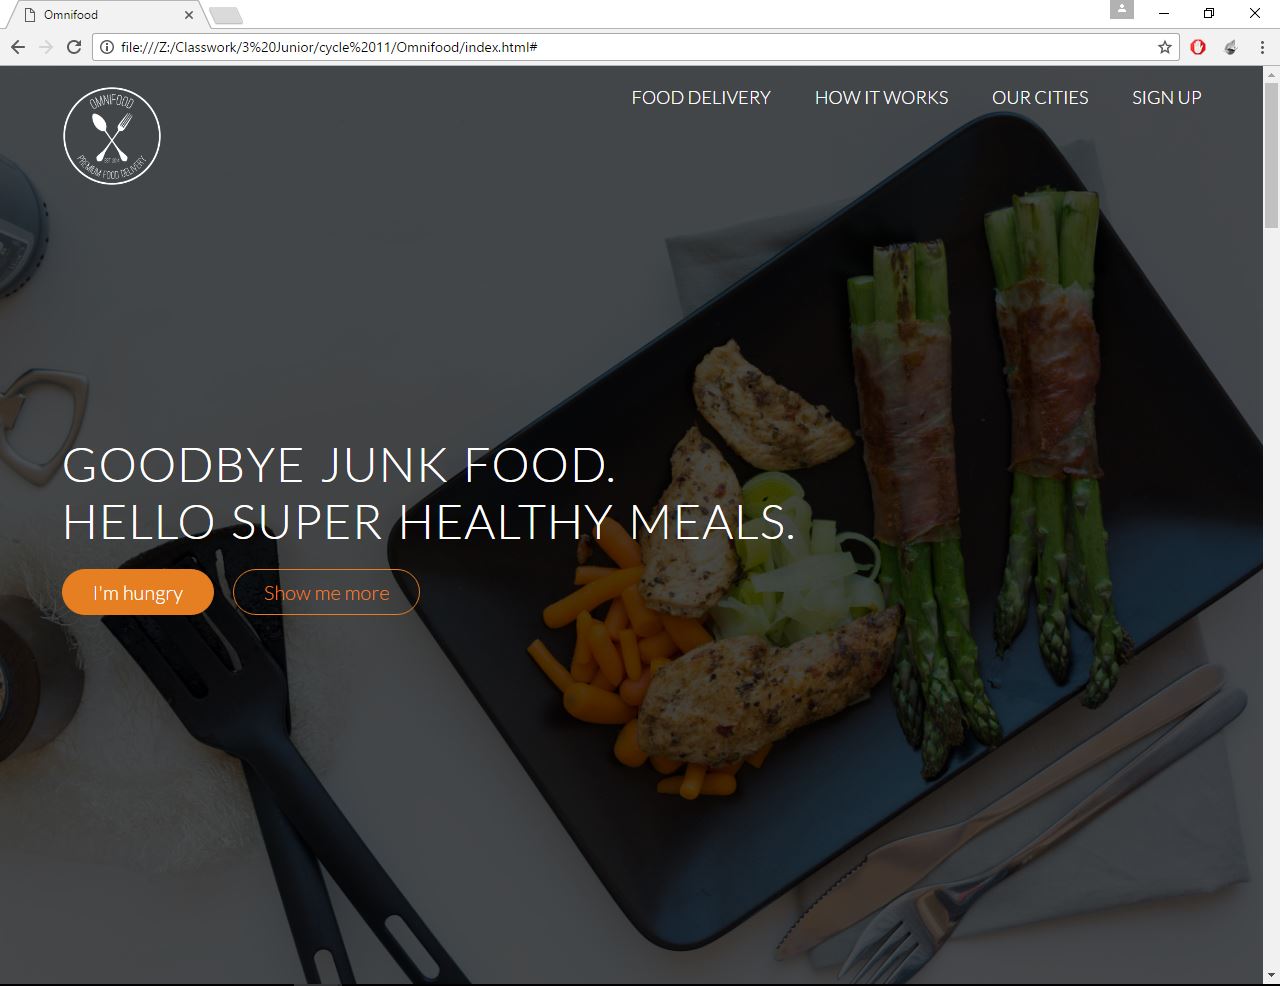 Omnifood
file:///Z:/Classwork/3%20Junior/cycle%2011/Omnifood/index.html#
OMNIFOOD
EST 2014
PREMIUM FOOD DELIVERY
FOOD DELIVERY HOW IT WORKS OUR CITIES SIGN UP
GOODBYE JUNK FOOD.
HELLO SUPER HEALTHY MEALS.
I'm hungry Show me more